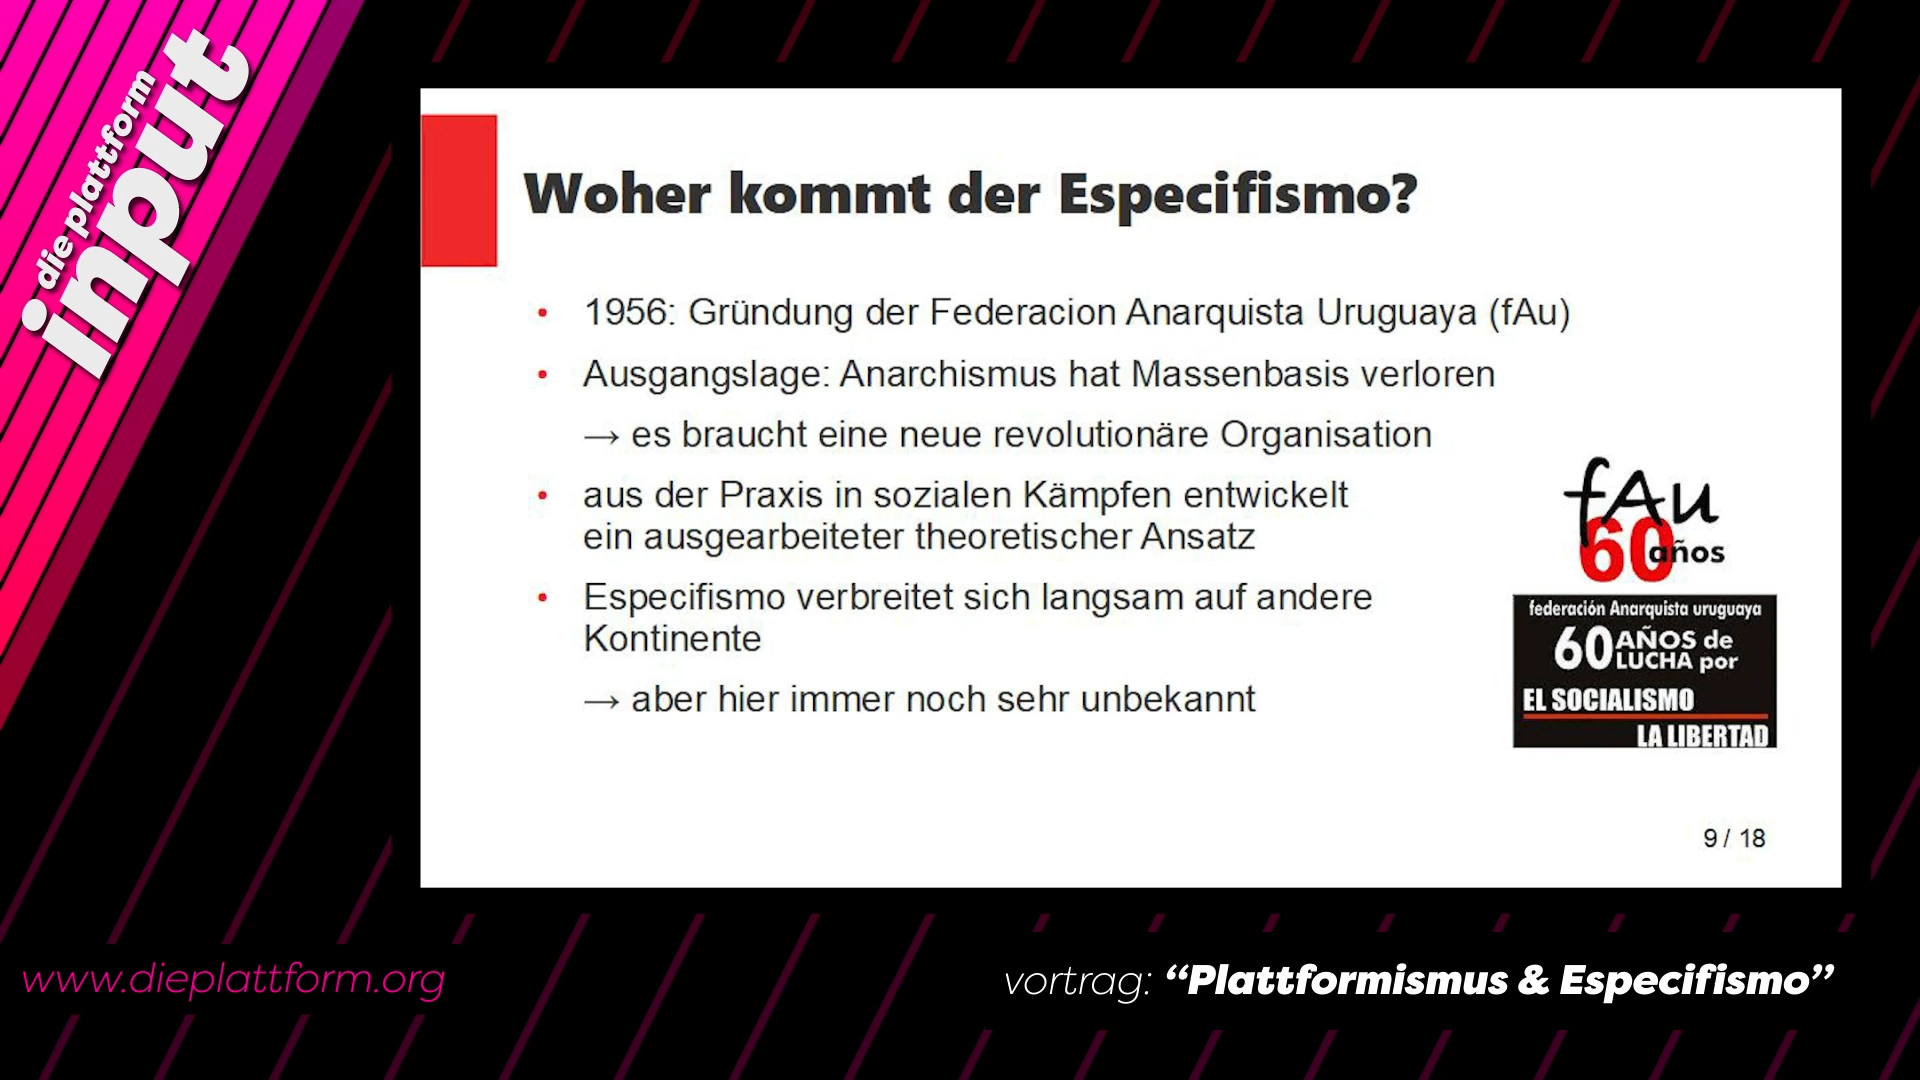 die plattform
input
Woher kommt der Especifismo?
• 1956: Gründung der Federacion Anarquista Uruguaya (fAu)
• Ausgangslage: Anarchismus hat Massenbasis verloren
→ es braucht eine neue revolutionäre Organisation
• aus der Praxis in sozialen Kämpfen entwickelt
ein ausgearbeiteter theoretischer Ansatz
• Especifismo verbreitet sich langsam auf andere
Kontinente
→ aber hier immer noch sehr unbekannt
fAu
60 años
federación Anarquista uruguaya
60 AÑOS de
LUCHA por
EL SOCIALISMO
LA LIBERTAD
9 / 18
www.dieplattform.org
vortrag: “Plattformismus & Especifismo”